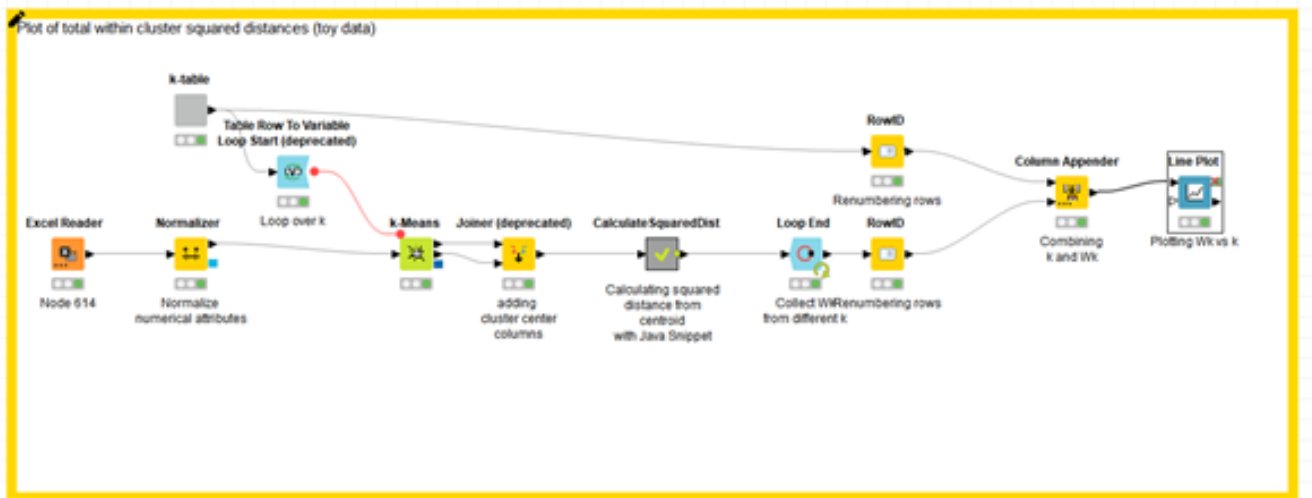 Plot of total within cluster squared distances (toy data)
k-table
Table Row To Variable
Loop Start (deprecated)
Loop over k
RowID
Renumbering rows
Column Appender
Combining
k and Wk
Line Plot
Plotting Wk vs k
Excel Reader
Node 614
Normalizer
Normalize
numerical attributes
k-Means
Joiner (deprecated)
adding
cluster center
columns
CalculateSquaredDist
Calculating squared
distance from
centroid
with Java Snippet
Loop End
Collect Wk
from different k
RowID
Renumbering rows